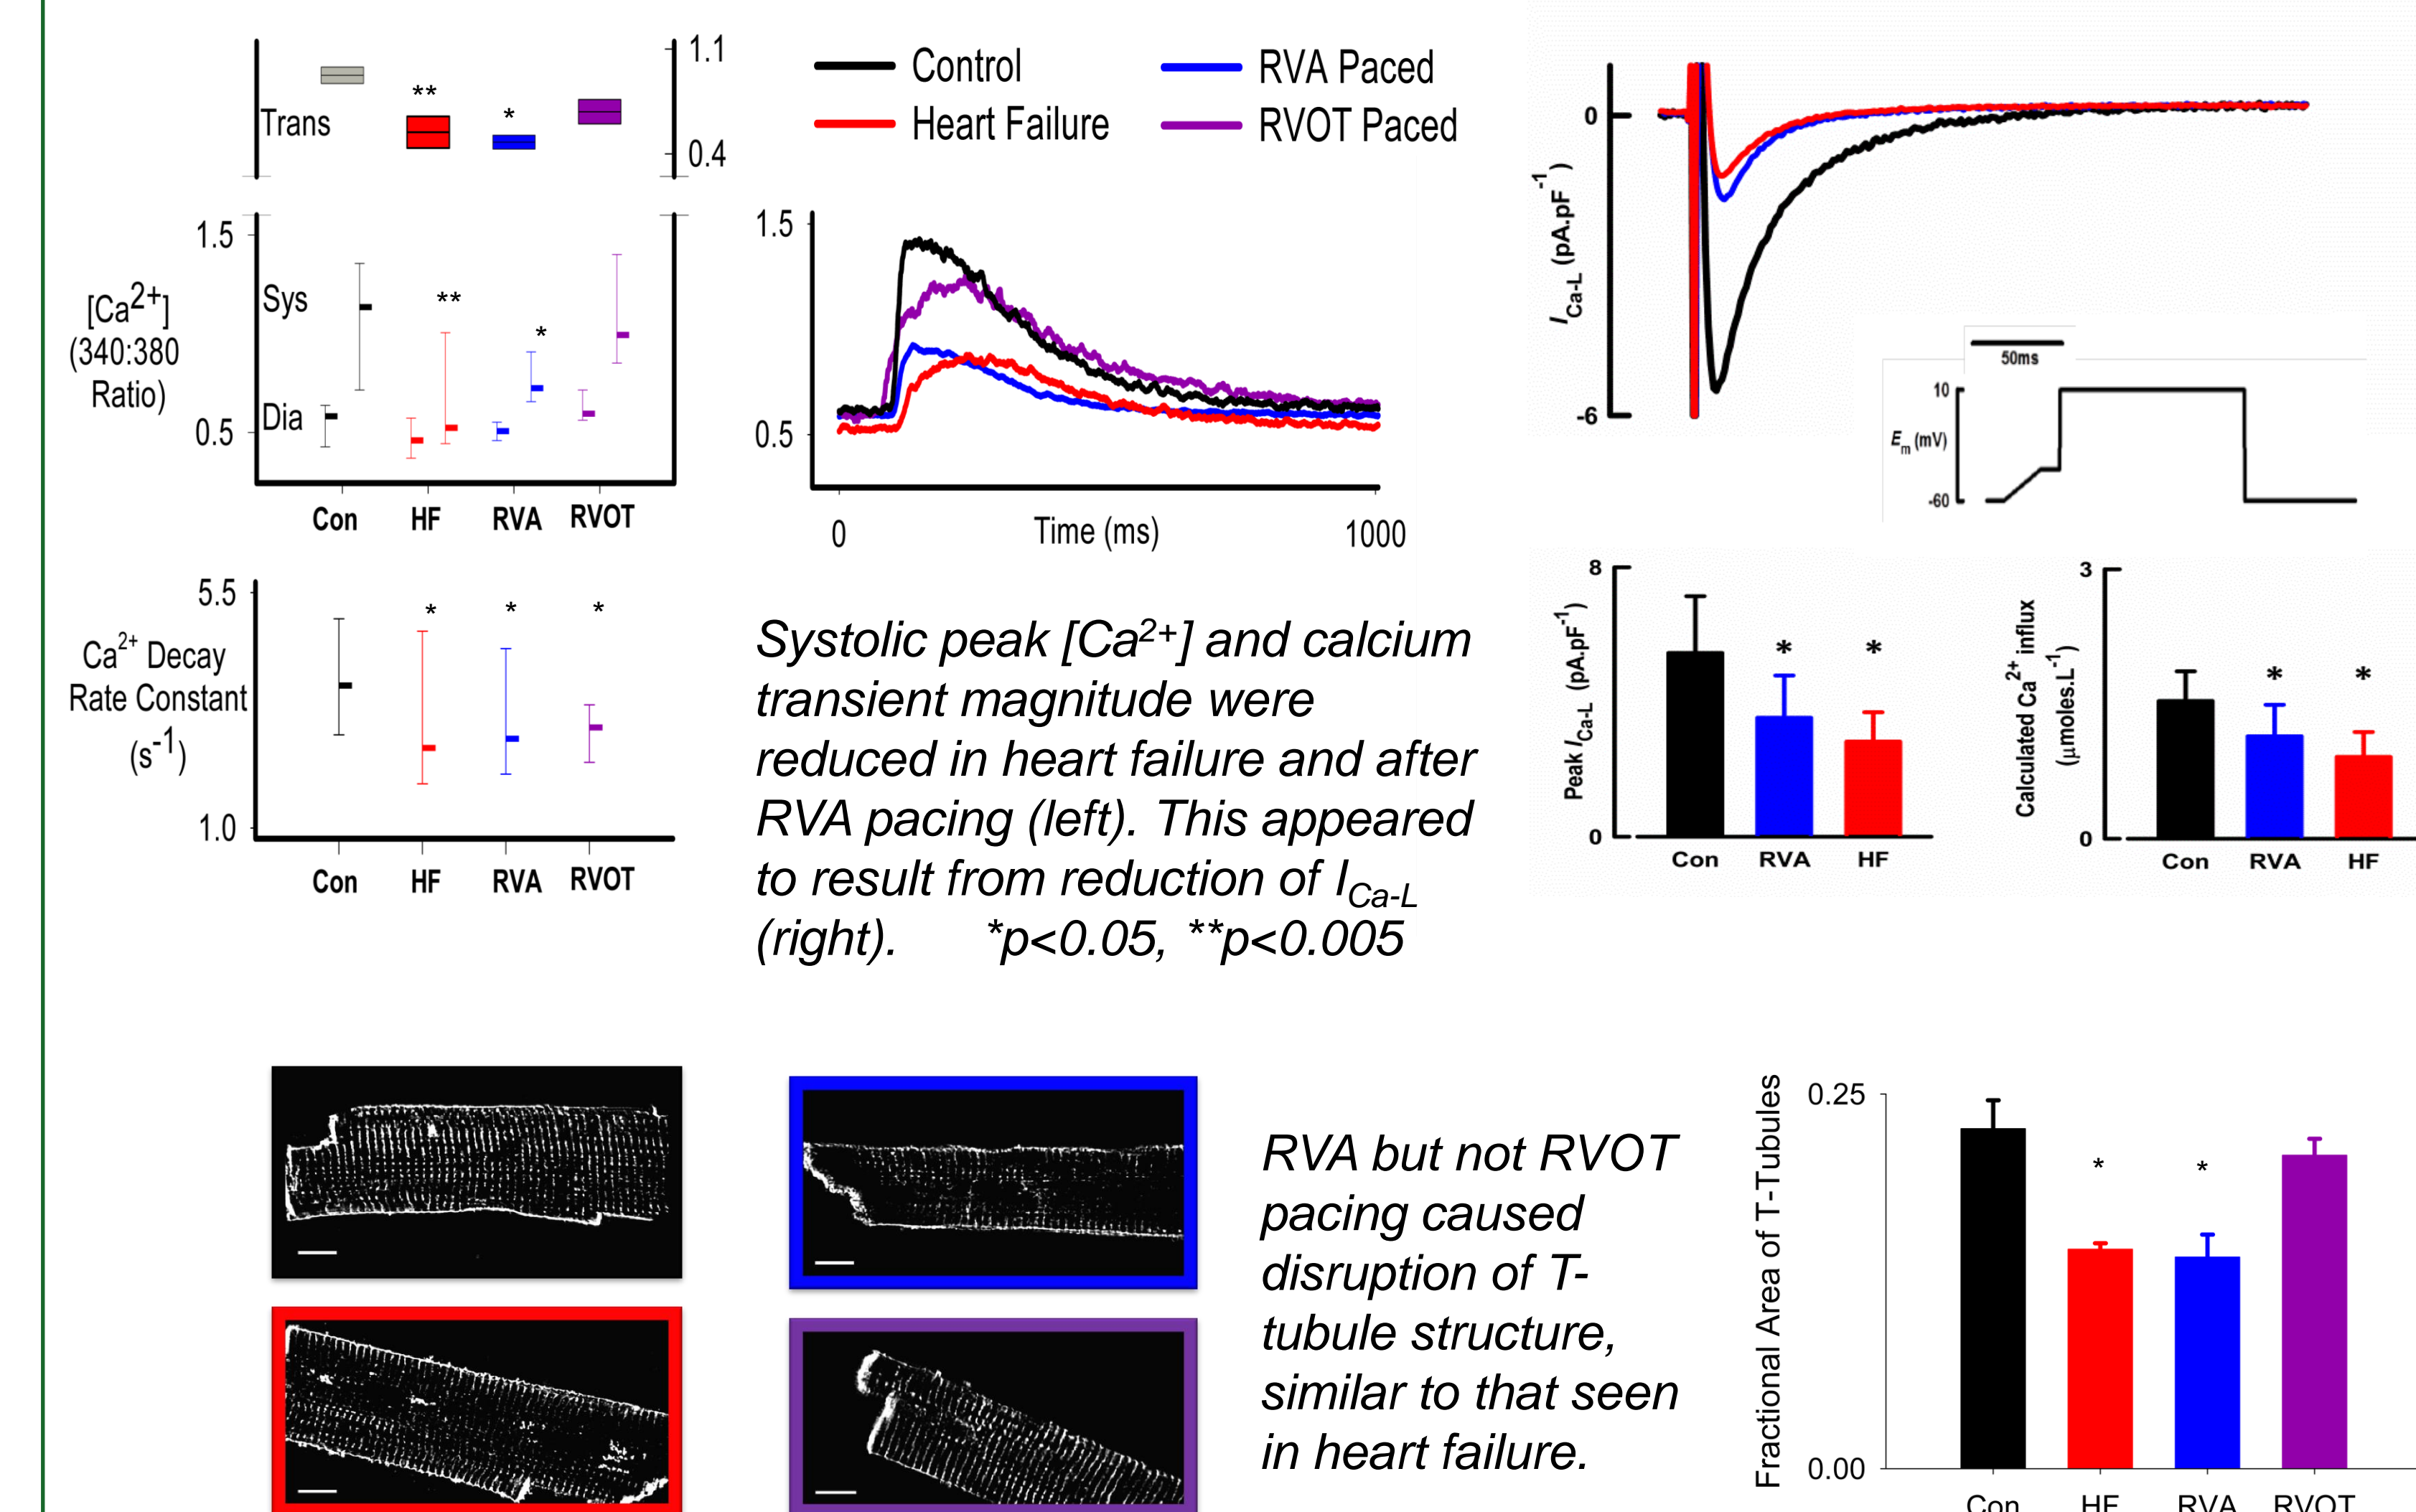 1.1
**
*
Trans
0.4
1.5
[Ca2+]
(340:380
Ratio)
Sys
**
*
Dia
0.5
Con HF RVA RVOT
5.5
* * *
Ca2+ Decay
Rate Constant
(s-1)
1.0
Con HF RVA RVOT
Control
RVA Paced
Heart Failure
RVOT Paced
1.5
0.5
0 Time (ms) 1000
Systolic peak [Ca2+] and calcium
transient magnitude were
reduced in heart failure and after
RVA pacing (left). This appeared
to result from reduction of ICa-L
(right). *p<0.05, **p<0.005
0
ICa-L (pA.pF-1)
-6
50ms
10
Em (mV)
-60
8
Peak ICa-L (pA.pF-1)
* *
0
Con RVA HF
3
Calculated Ca2+ influx
(µmoles.L-1)
* *
0
Con RVA HF
RVA but not RVOT
pacing caused
disruption of T-
tubule structure,
similar to that seen
in heart failure.
Fractional Area of T-Tubules
0.25
* *
0.00
Con HF RVA RVOT